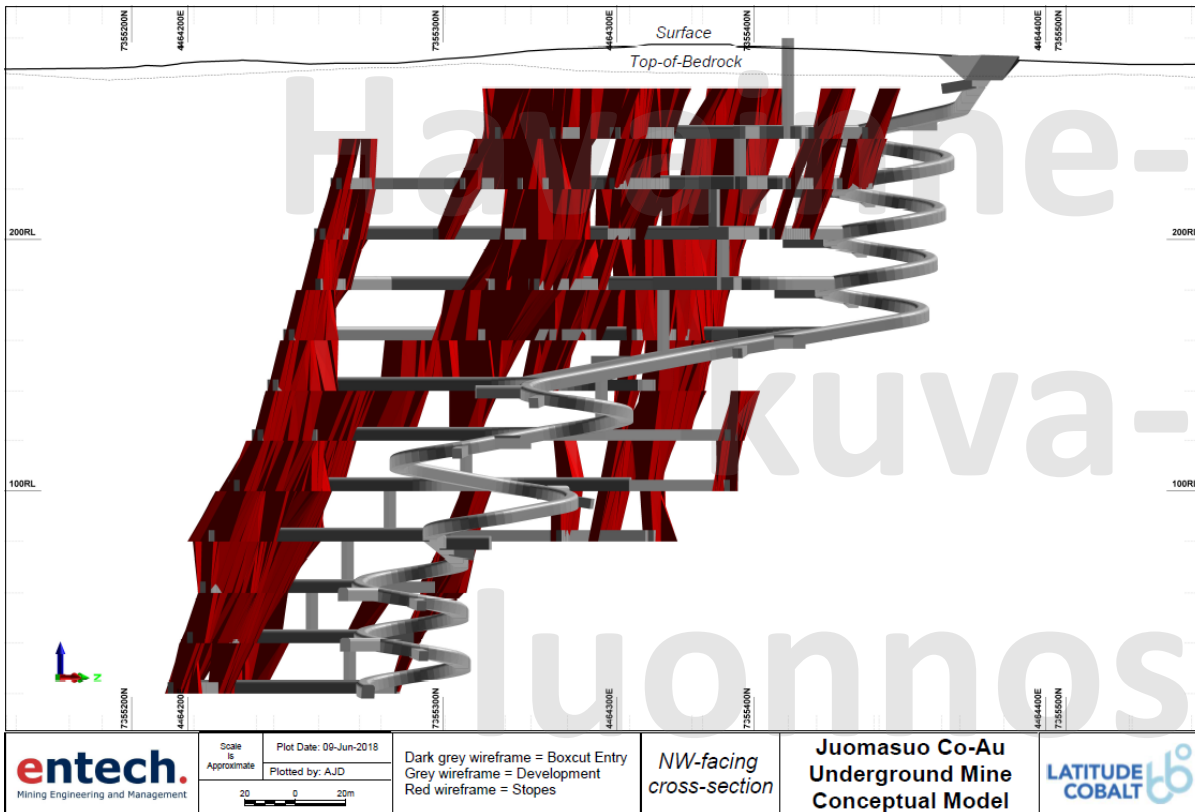 7355200N
4464200E
7355300N
4464300E
7355400N
4464400E
7355500N
Surface
Top-of-Bedrock
Havainne-
200RL
200RL
kuva-
100RL
100RL
luonnos
N
7355200N
4464200E
7355300N
4464300E
7355400N
4464400E
7355500N
entech.
Mining Engineering and Management
Scale
is
Approximate
Plot Date: 09-Jun-2018
Plotted by: AJD
20 0 20m
Dark grey wireframe = Boxcut Entry
Grey wireframe = Development
Red wireframe = Stopes
NW-facing
cross-section
Juomasuo Co-Au
Underground Mine
Conceptual Model
LATITUDE
COBALT